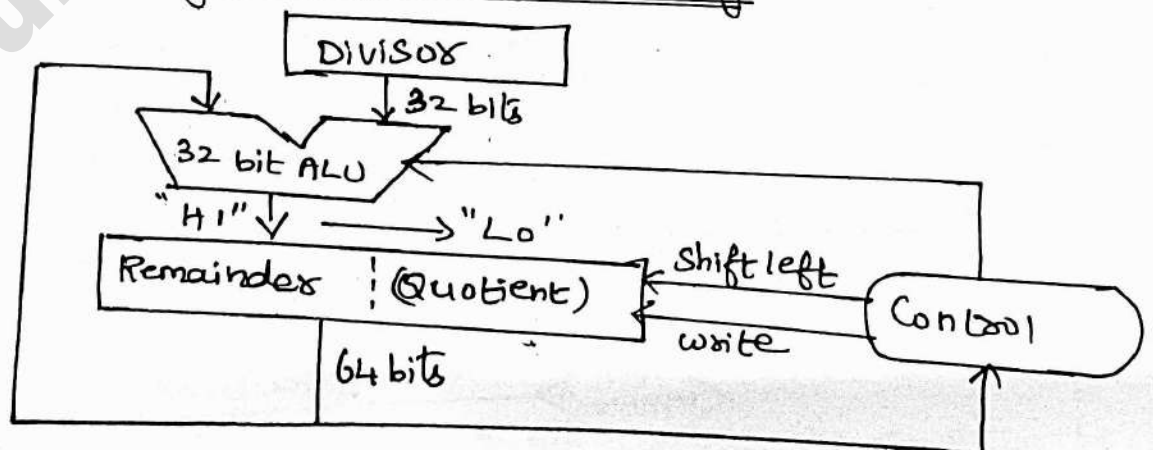 Divisor
32 bits
32 bit ALU
"HI" "Lo"
Remainder (Quotient)
Shift left
write
Control
64 bits